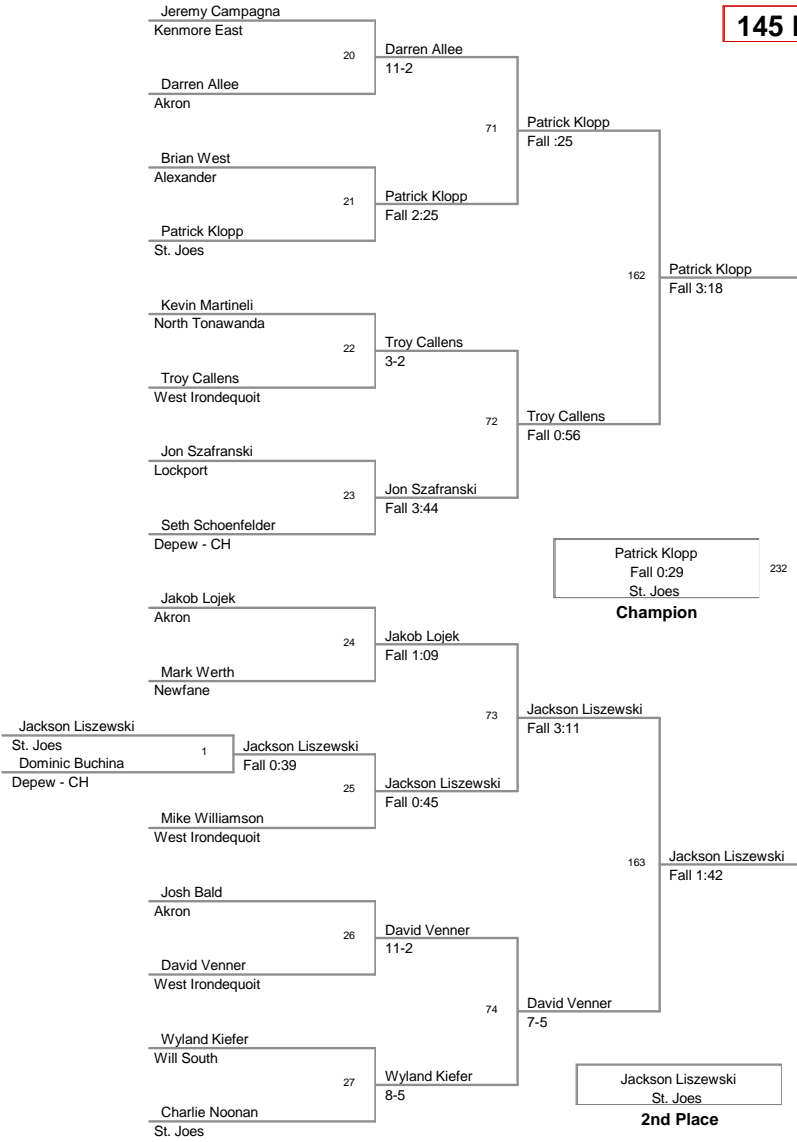 145 
Jeremy Campagna
Kenmore East
20
Darren Allee
11-2
Darren Allee
Akron
71
Patrick Klopp
Fall :25
Brian West
Alexander
21
Patrick Klopp
Fall 2:25
Patrick Klopp
St. Joes
162
Patrick Klopp
Fall 3:18
Kevin Martineli
North Tonawanda
22
Troy Callens
3-2
Troy Callens
West Irondequoit
72
Troy Callens
Fall 0:56
Jon Szafranski
Lockport
23
Jon Szafranski
Fall 3:44
Seth Schoenfelder
Depew - CH
Patrick Klopp
Fall 0:29
St. Joes
232
Champion
Jakob Lojek
Akron
24
Jakob Lojek
Fall 1:09
Mark Werth
Newfane
73
Jackson Liszewski
Fall 3:11
Jackson Liszewski
St. Joes
1
Jackson Liszewski
Fall 0:39
Dominic Buchina
Depew - CH
25
Jackson Liszewski
Fall 0:45
Mike Williamson
West Irondequoit
163
Jackson Liszewski
Fall 1:42
Josh Bald
Akron
26
David Venner
11-2
David Venner
West Irondequoit
74
David Venner
7-5
Wyland Kiefer
Will South
27
Wyland Kiefer
8-5
Charlie Noonan
St. Joes
Jackson Liszewski
St. Joes
2nd Place